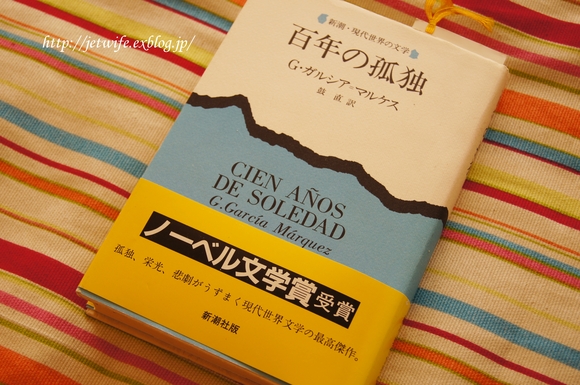 http://jetwife.exblog.jp/
新潮・現代世界の文学
百年の孤独
G・ガルシア=マルケス
鼓 直 訳
CIEN AÑOS
DE SOLEDAD
G. García Márquez
ノーベル文学賞受賞
孤独、栄光、悲劇がうずまく現代世界文学の最高傑作。
新潮社版